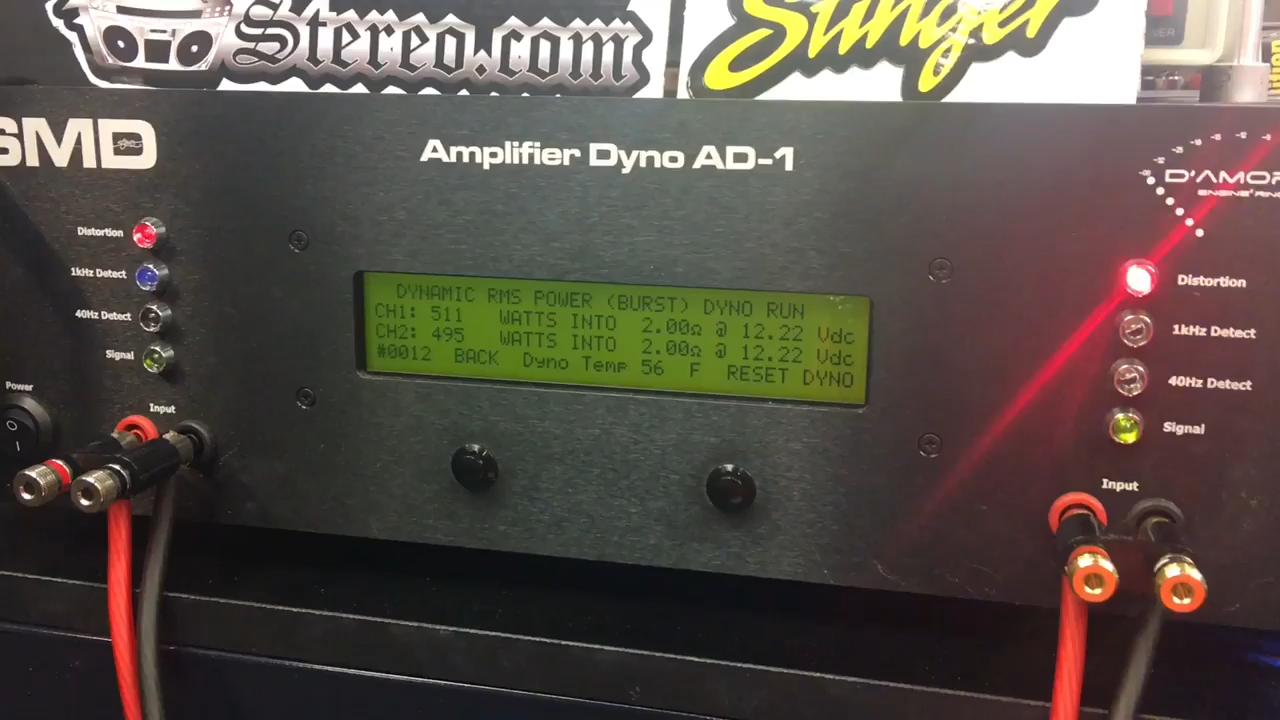 Stereo.com
Stinger
SMD
Amplifier Dyno AD-1
D'AMOR
Distortion
1kHz Detect
40Hz Detect
Signal
Power
Input
DYNAMIC RMS POWER (BURST) DYNO RUN
CH1: 511 WATTS INTO 2.00Ω @ 12.22 Vdc
CH2: 495 WATTS INTO 2.00Ω @ 12.22 Vdc
#0012 BACK Dyno Temp 56 F RESET DYNO
Distortion
1kHz Detect
40Hz Detect
Signal
Input